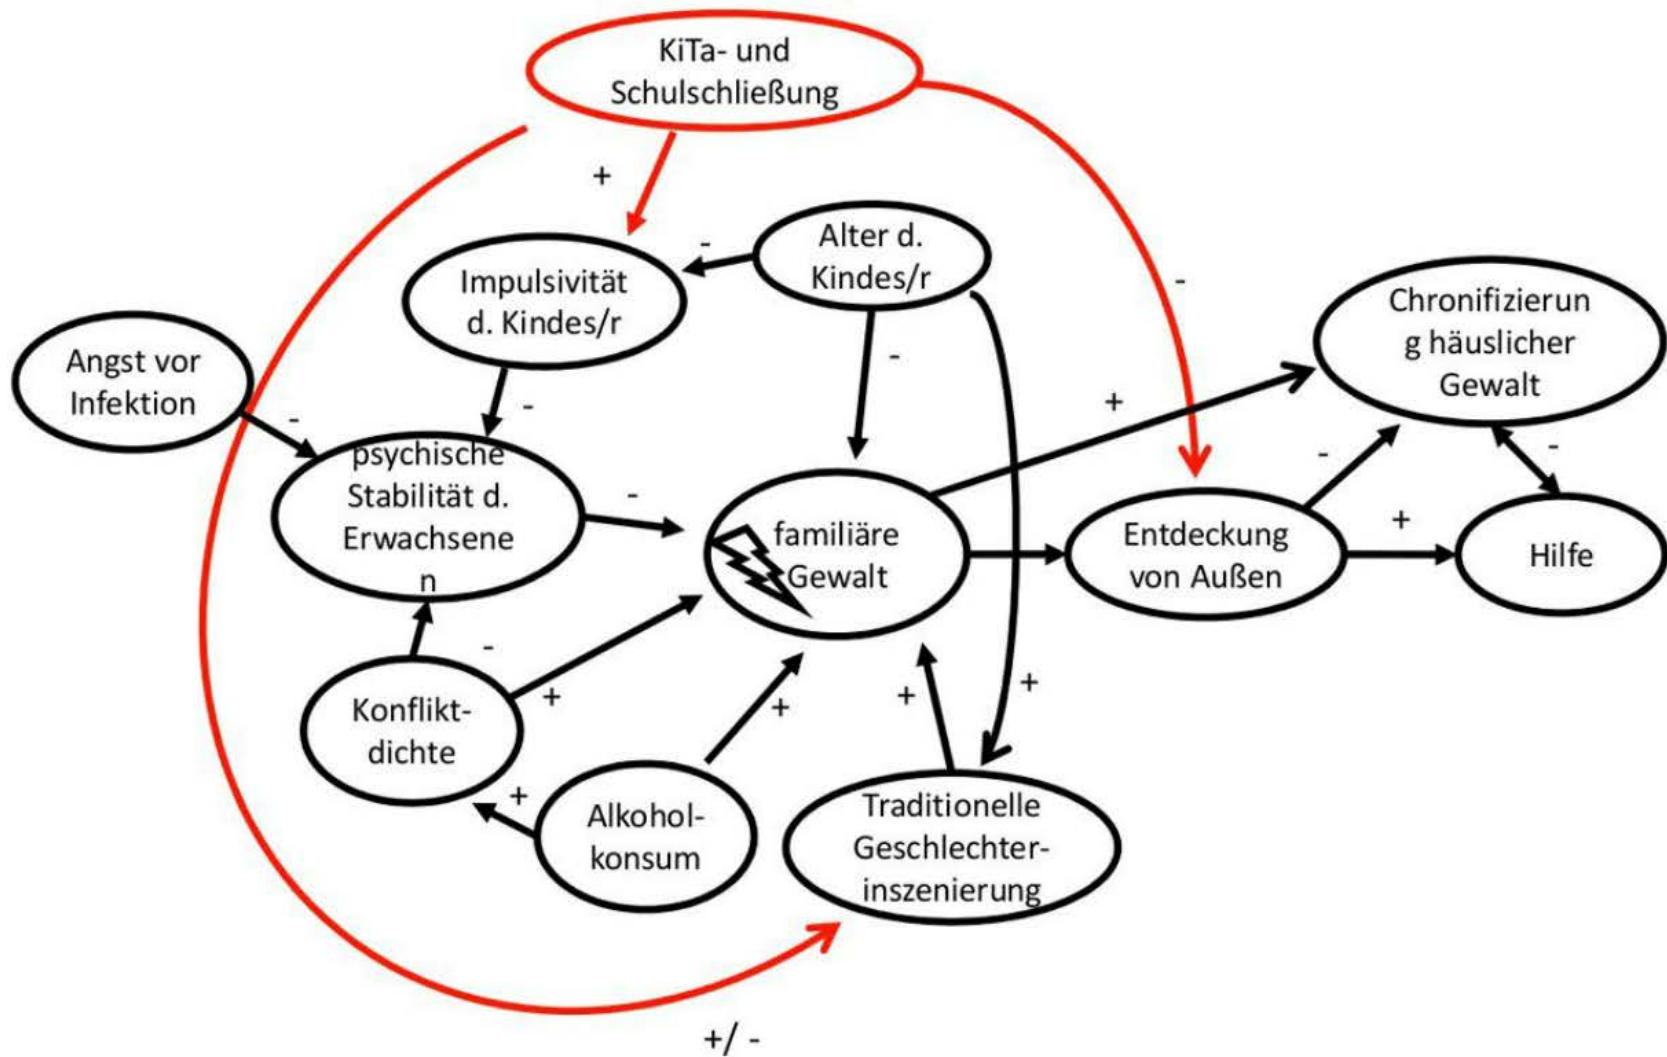 KiTa- und
Schulschließung
+
Alter d.
Kindes/r
-
-
Impulsivität
d. Kindes/r
-
Chronifizierun
g häuslicher
Gewalt
Angst vor
Infektion
-
-
-
+
-
-
psychische
Stabilität d.
Erwachsene
n
-
familiäre
Gewalt
Entdeckung
von Außen
+
Hilfe
-
+
Konflikt-
dichte
+
+
+
+
Alkohol-
konsum
Traditionelle
Geschlechter-
inszenierung
+/ -